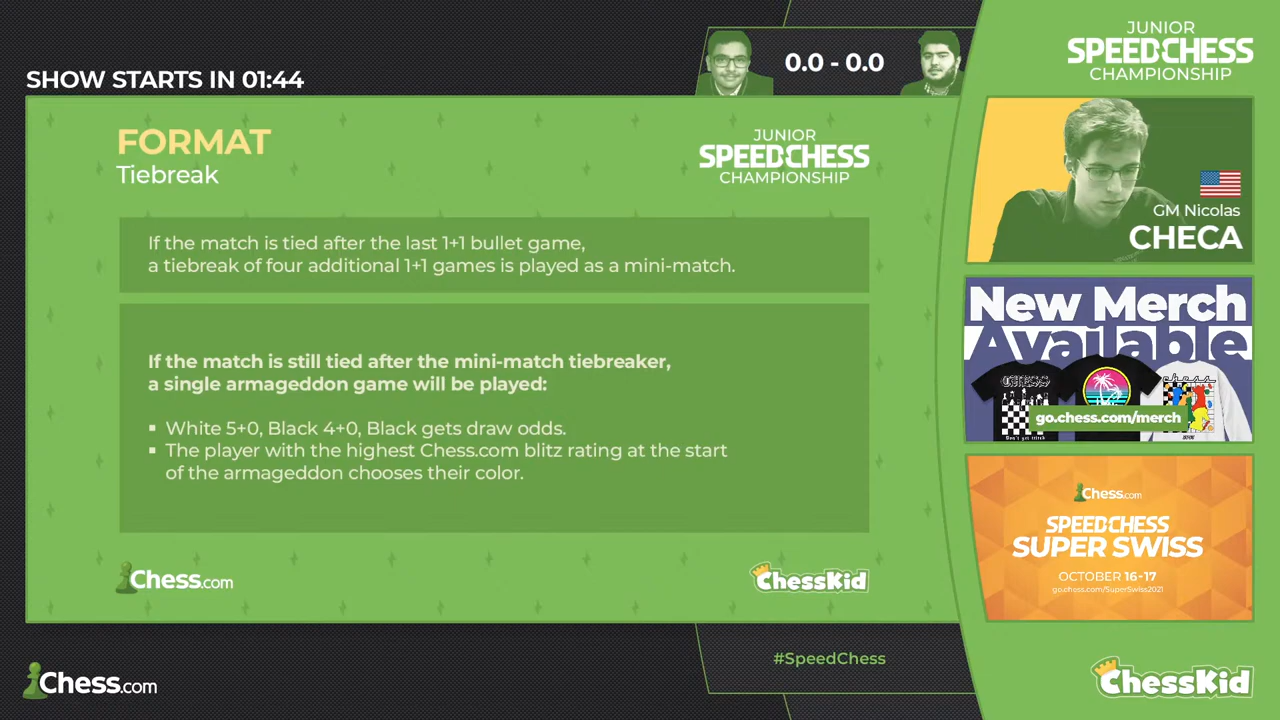 SHOW STARTS IN 01:44
0.0 - 0.0
JUNIOR
SPEEDCHESS
CHAMPIONSHIP
FORMAT
Tiebreak
JUNIOR
SPEEDCHESS
CHAMPIONSHIP
If the match is tied after the last 1+1 bullet game,
a tiebreak of four additional 1+1 games is played as a mini-match.
If the match is still tied after the mini-match tiebreaker,
a single armageddon game will be played:
▪ White 5+0, Black 4+0, Black gets draw odds.
▪ The player with the highest Chess.com blitz rating at the start
of the armageddon chooses their color.
Chess.com
ChessKid
GM Nicolas
CHECA
New Merch
Available
chess
go.chess.com/merch
Chess.com
SPEEDCHESS
SUPER SWISS
OCTOBER 16-17
go.chess.com/SuperSwiss2021
Chess.com
#SpeedChess
ChessKid